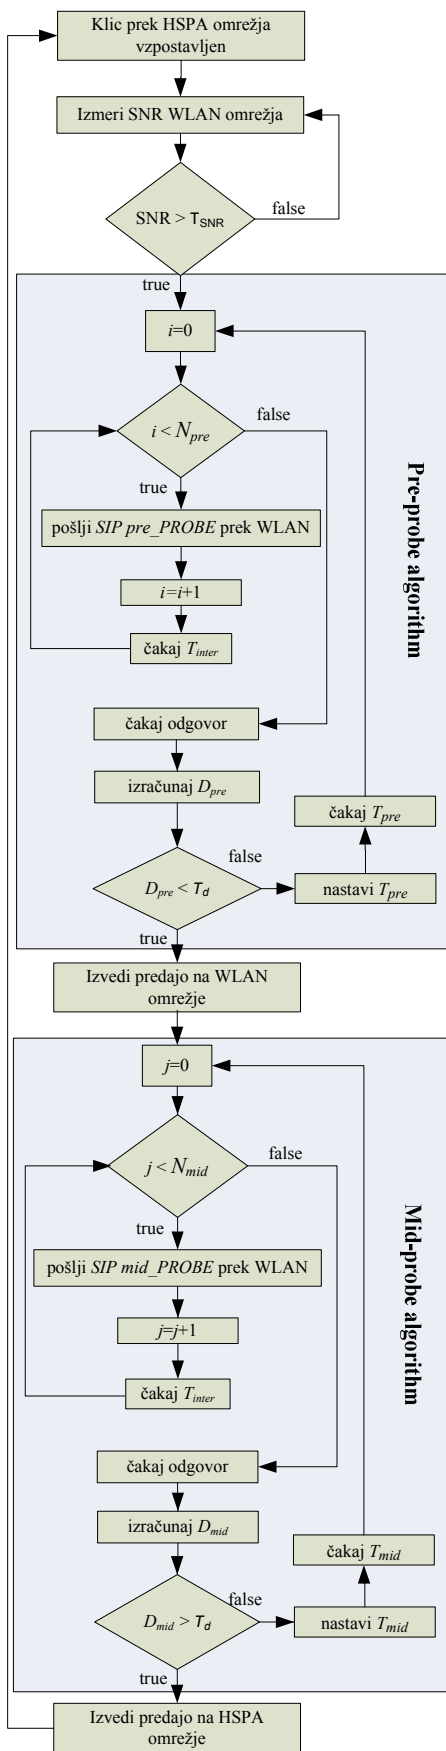 Klic prek HSPA omrežja
vzpostavljen
Izmeri SNR WLAN omrežja
SNR > T_SNR
false
true
i=0
i < N_pre
false
true
pošlji SIP pre_PROBE prek WLAN
i=i+1
čakaj T_inter
Pre-probe algorithm
čakaj odgovor
izračunaj D_pre
čakaj T_pre
D_pre < T_d
false
nastavi T_pre
true
Izvedi predajo na WLAN
omrežje
j=0
j < N_mid
false
true
pošlji SIP mid_PROBE prek WLAN
j=j+1
čakaj T_inter
Mid-probe algorithm
čakaj odgovor
izračunaj D_mid
čakaj T_mid
D_mid > T_d
false
nastavi T_mid
true
Izvedi predajo na HSPA
omrežje